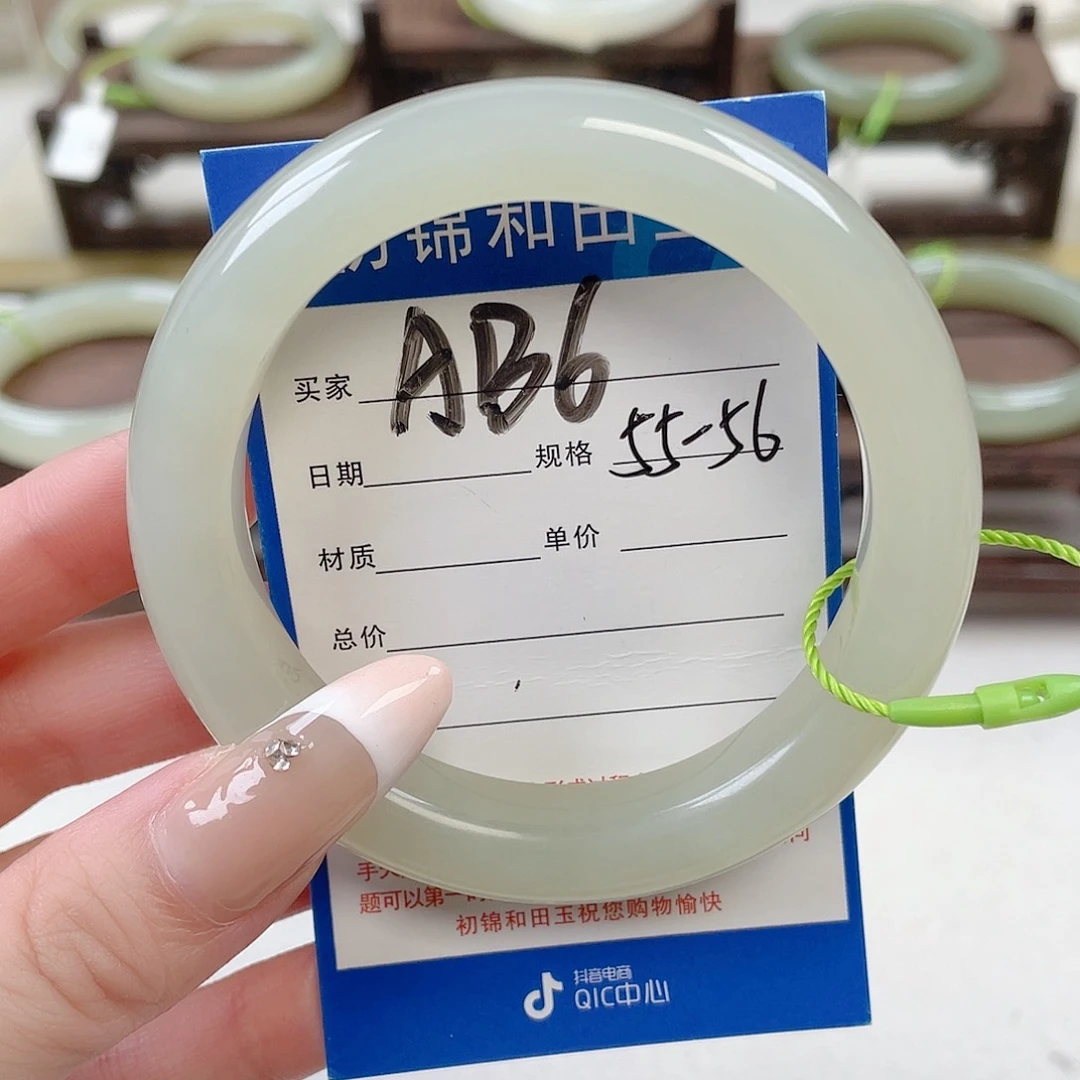 初锦和田玉
买家 AB6
日期 规格 55-56
材质 单价
总价
题可以第一
初锦和田玉祝您购物愉快
抖音电商
QIC中心